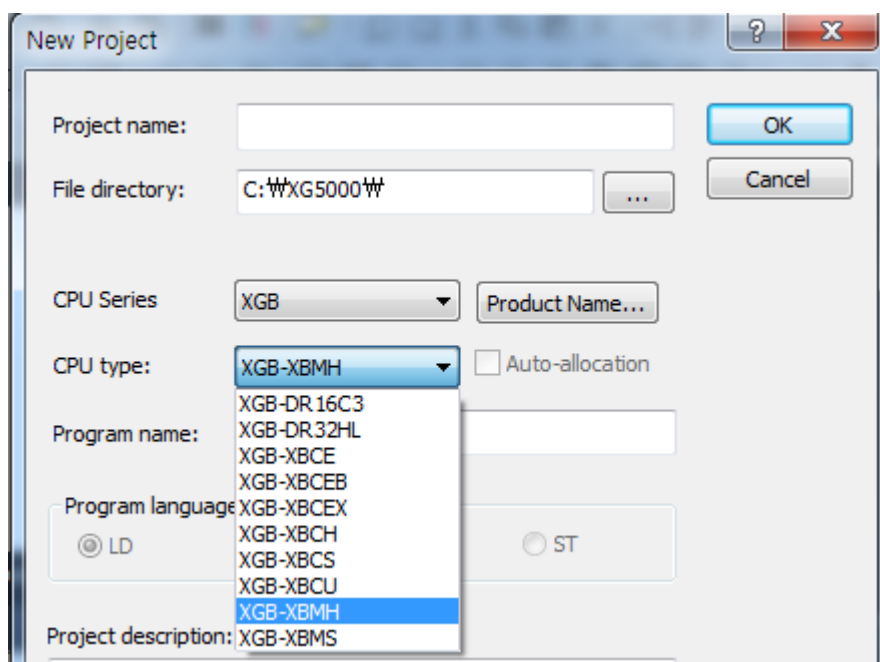 New Project
Project name:
OK
File directory: C:₩XG5000₩ ...
Cancel
CPU Series XGB Product Name...
CPU type: XGB-XBMH Auto-allocation
XGB-DR16C3
XGB-DR32HL
Program name:
XGB-XBCE
XGB-XBCEB
Program language
XGB-XBCEX
XGB-XBCH
LD
ST
XGB-XBCS
XGB-XBCU
XGB-XBMH
Project description:
XGB-XBMS